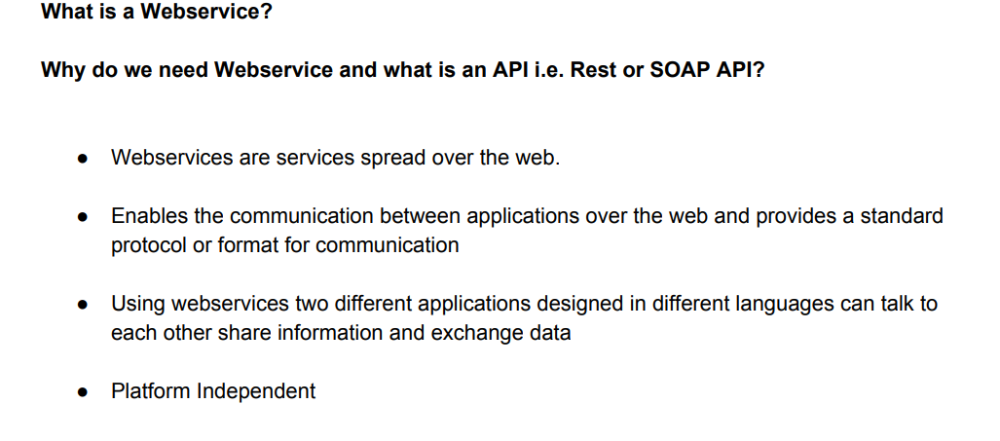 What is a Webservice?
Why do we need Webservice and what is an API i.e. Rest or SOAP API?
● Webservices are services spread over the web.
● Enables the communication between applications over the web and provides a standard
protocol or format for communication
● Using webservices two different applications designed in different languages can talk to
each other share information and exchange data
● Platform Independent